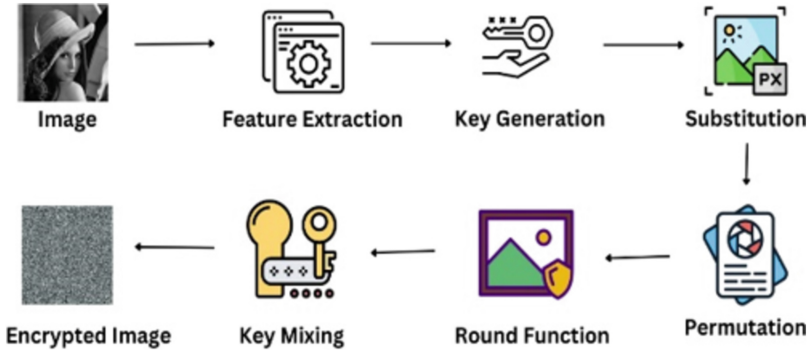 Image
Feature Extraction
Key Generation
Substitution
PX
Permutation
Round Function
Key Mixing
Encrypted Image